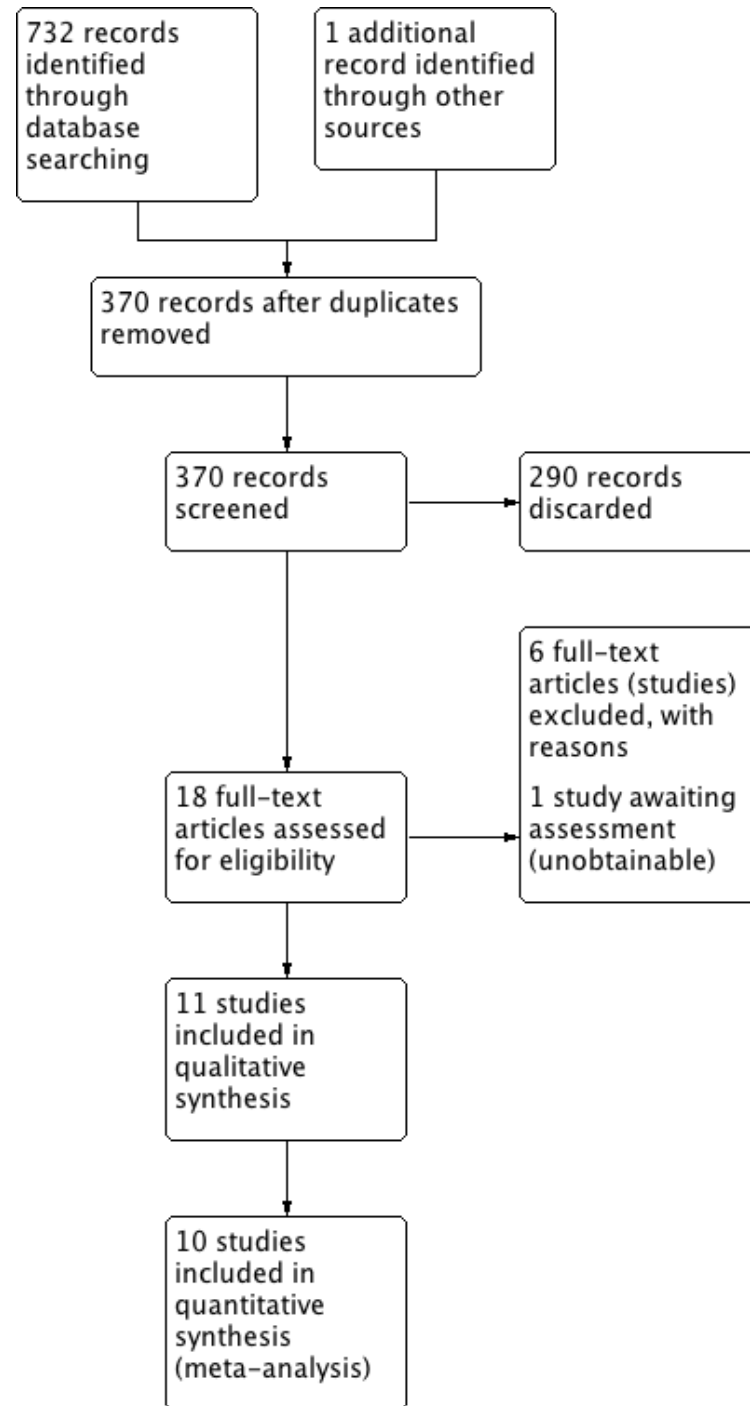 732 records
identified
through
database
searching
1 additional
record identified
through other
sources
370 records after duplicates
removed
370 records
screened
290 records
discarded
6 full-text
articles (studies)
excluded, with
reasons
1 study awaiting
assessment
(unobtainable)
18 full-text
articles assessed
for eligibility
11 studies
included in
qualitative
synthesis
10 studies
included in
quantitative
synthesis
(meta-analysis)